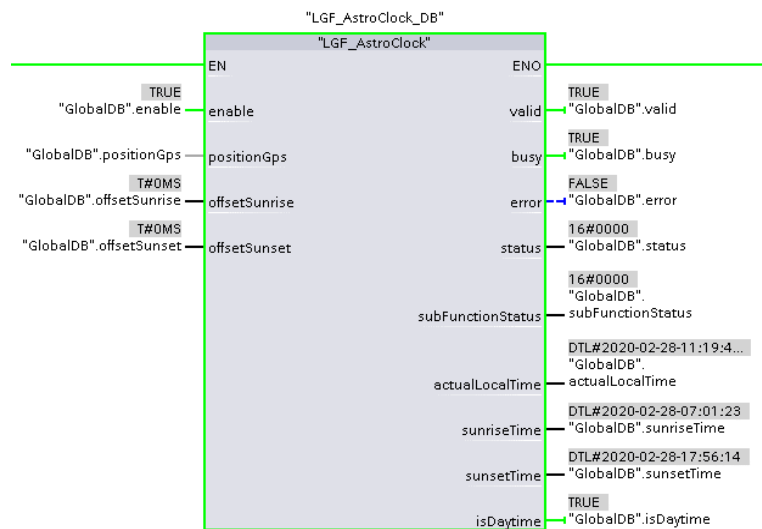 "LGF_AstroClock_DB"
"LGF_AstroClock"
EN ENO
TRUE TRUE
"GlobalDB".enable enable valid "GlobalDB".valid
TRUE
"GlobalDB".positionGps positionGps busy "GlobalDB".busy
T#0MS FALSE
"GlobalDB".offsetSunrise offsetSunrise error "GlobalDB".error
T#0MS 16#0000
"GlobalDB".offsetSunset offsetSunset status "GlobalDB".status
16#0000
"GlobalDB".
subFunctionStatus subFunctionStatus
DTL#2020-02-28-11:19:4...
"GlobalDB".
actualLocalTime actualLocalTime
DTL#2020-02-28-07:01:23
sunriseTime "GlobalDB".sunriseTime
DTL#2020-02-28-17:56:14
sunsetTime "GlobalDB".sunsetTime
TRUE
isDaytime "GlobalDB".isDaytime